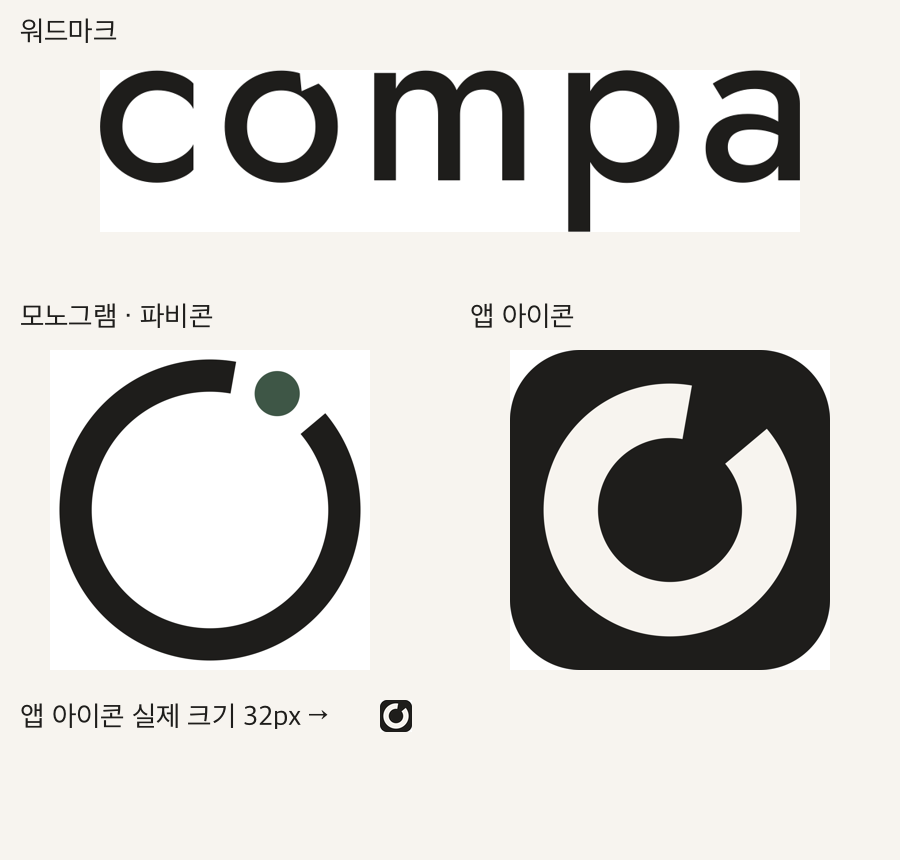 워드마크
compa
모노그램 · 파비콘
앱 아이콘
앱 아이콘 실제 크기 32px →